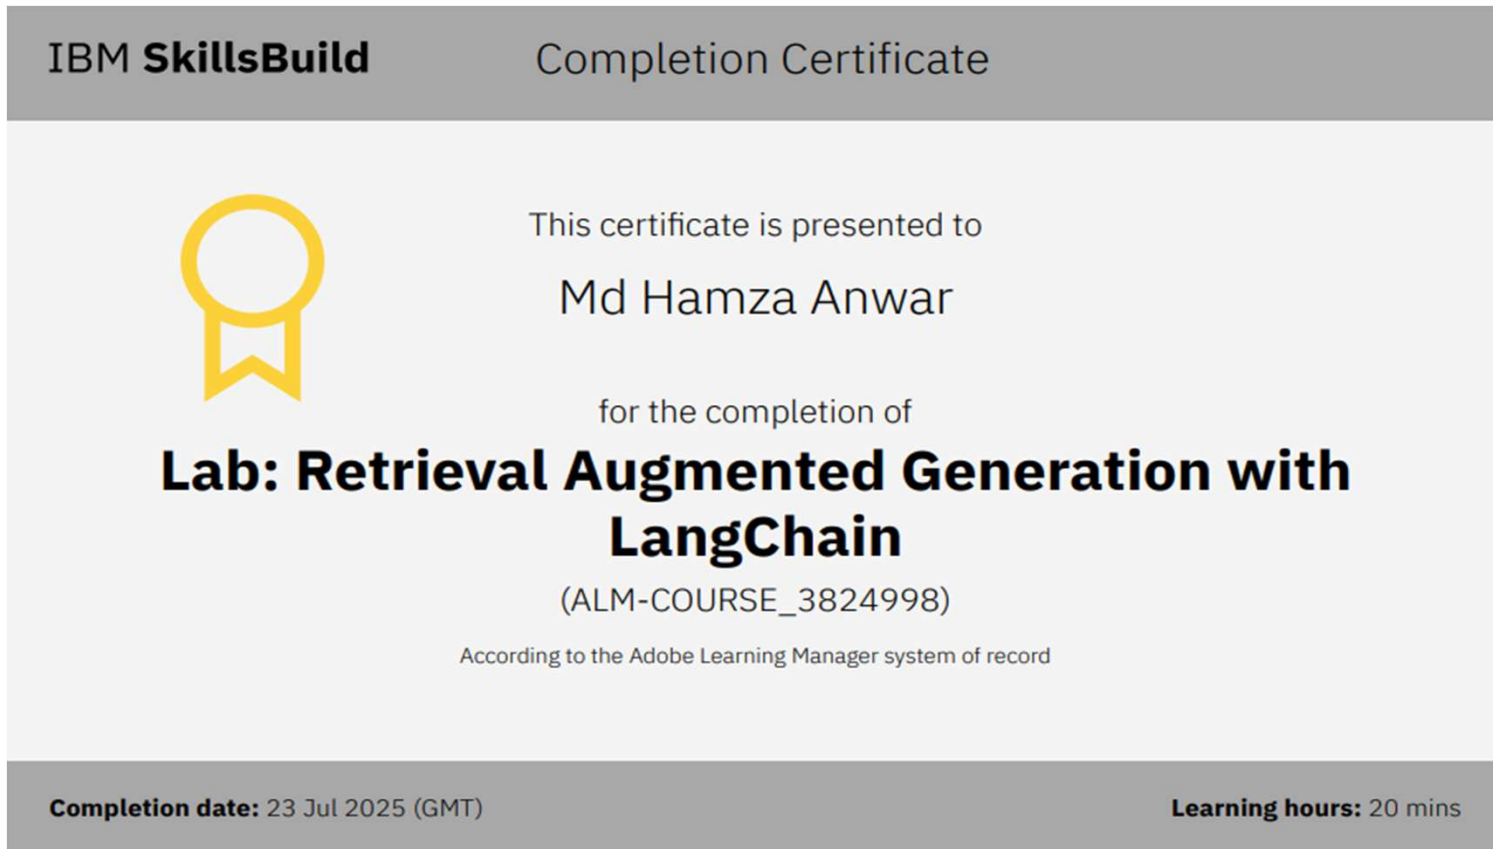 IBM SkillsBuild
Completion Certificate
This certificate is presented to
Md Hamza Anwar
for the completion of
Lab: Retrieval Augmented Generation with
LangChain
(ALM-COURSE_3824998)
According to the Adobe Learning Manager system of record
Completion date: 23 Jul 2025 (GMT)
Learning hours: 20 mins